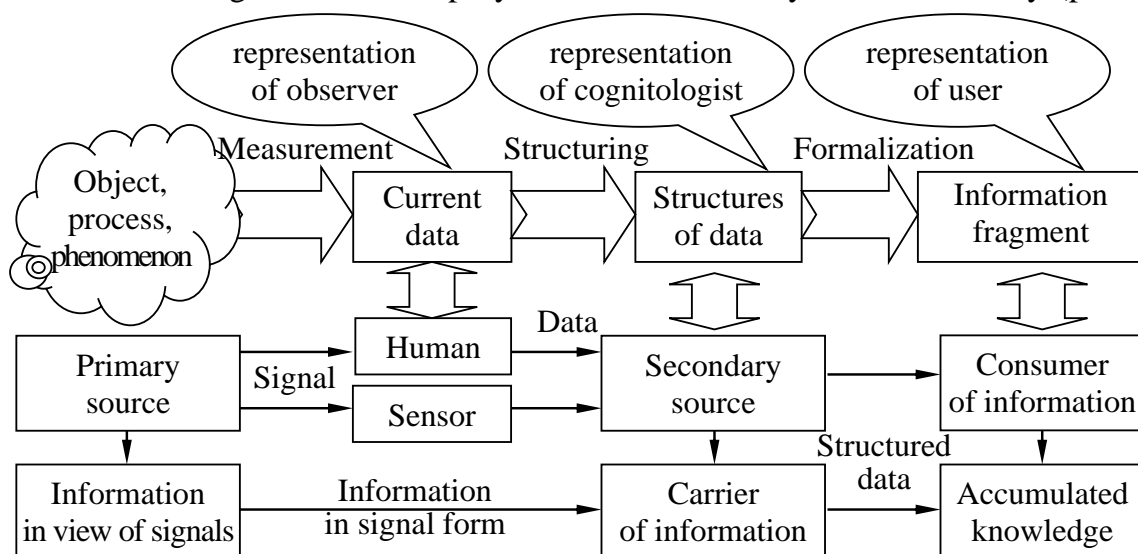 representation
of observer
representation
of cognitologist
representation
of user
Measurement
Structuring
Formalization
Object,
process,
phenomenon
Current
data
Structures
of data
Information
fragment
Primary
source
Signal
Human
Sensor
Data
Secondary
source
Consumer
of information
Structured
data
Information
in view of signals
Information
in signal form
Carrier
of information
Accumulated
knowledge